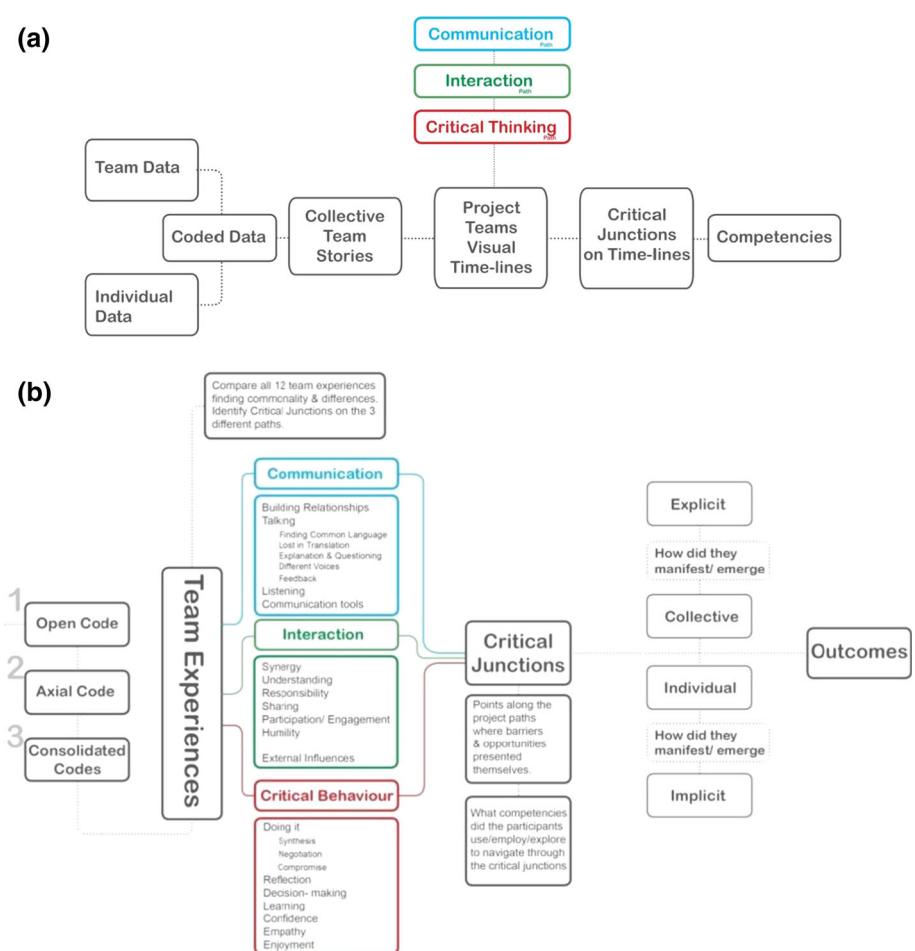 (a)
Communication
Path
Interaction
Path
Critical Thinking
Path
Team Data
Coded Data
Individual
Data
Collective
Team
Stories
Project
Teams
Visual
Time-lines
Critical
Junctions
on Time-lines
Competencies
(b)
Compare all 12 team experiences
finding commonality & differences.
Identify Critical Junctions on the 3
different paths.
1
Open Code
2
Axial Code
3
Consolidated
Codes
Team Experiences
Communication
Building Relationships
Talking
Finding Common Language
Lost in Translation
Explanation & Questioning
Different Voices
Feedback
Listening
Communication tools
Interaction
Synergy
Understanding
Responsibility
Sharing
Participation/ Engagement
Humility
External Influences
Critical Behaviour
Doing it
Synthesis
Negotiation
Compromise
Reflection
Decision- making
Learning
Confidence
Empathy
Enjoyment
Critical
Junctions
Points along the
project paths
where barriers
& opportunities
presented
themselves.
What competencies
did the participants
use/employ/explore
to navigate through
the critical junctions
Explicit
How did they
manifest/ emerge
Collective
Individual
How did they
manifest/ emerge
Implicit
Outcomes